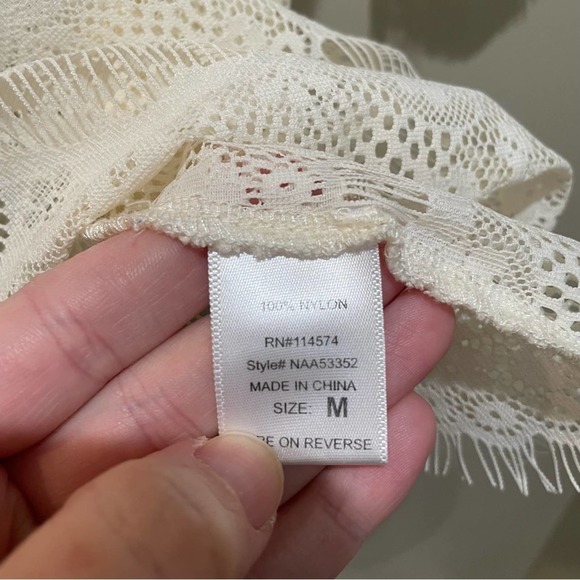 100% NYLON
RN#114574
Style# NAA53352
MADE IN CHINA
SIZE: M
ON REVERSE